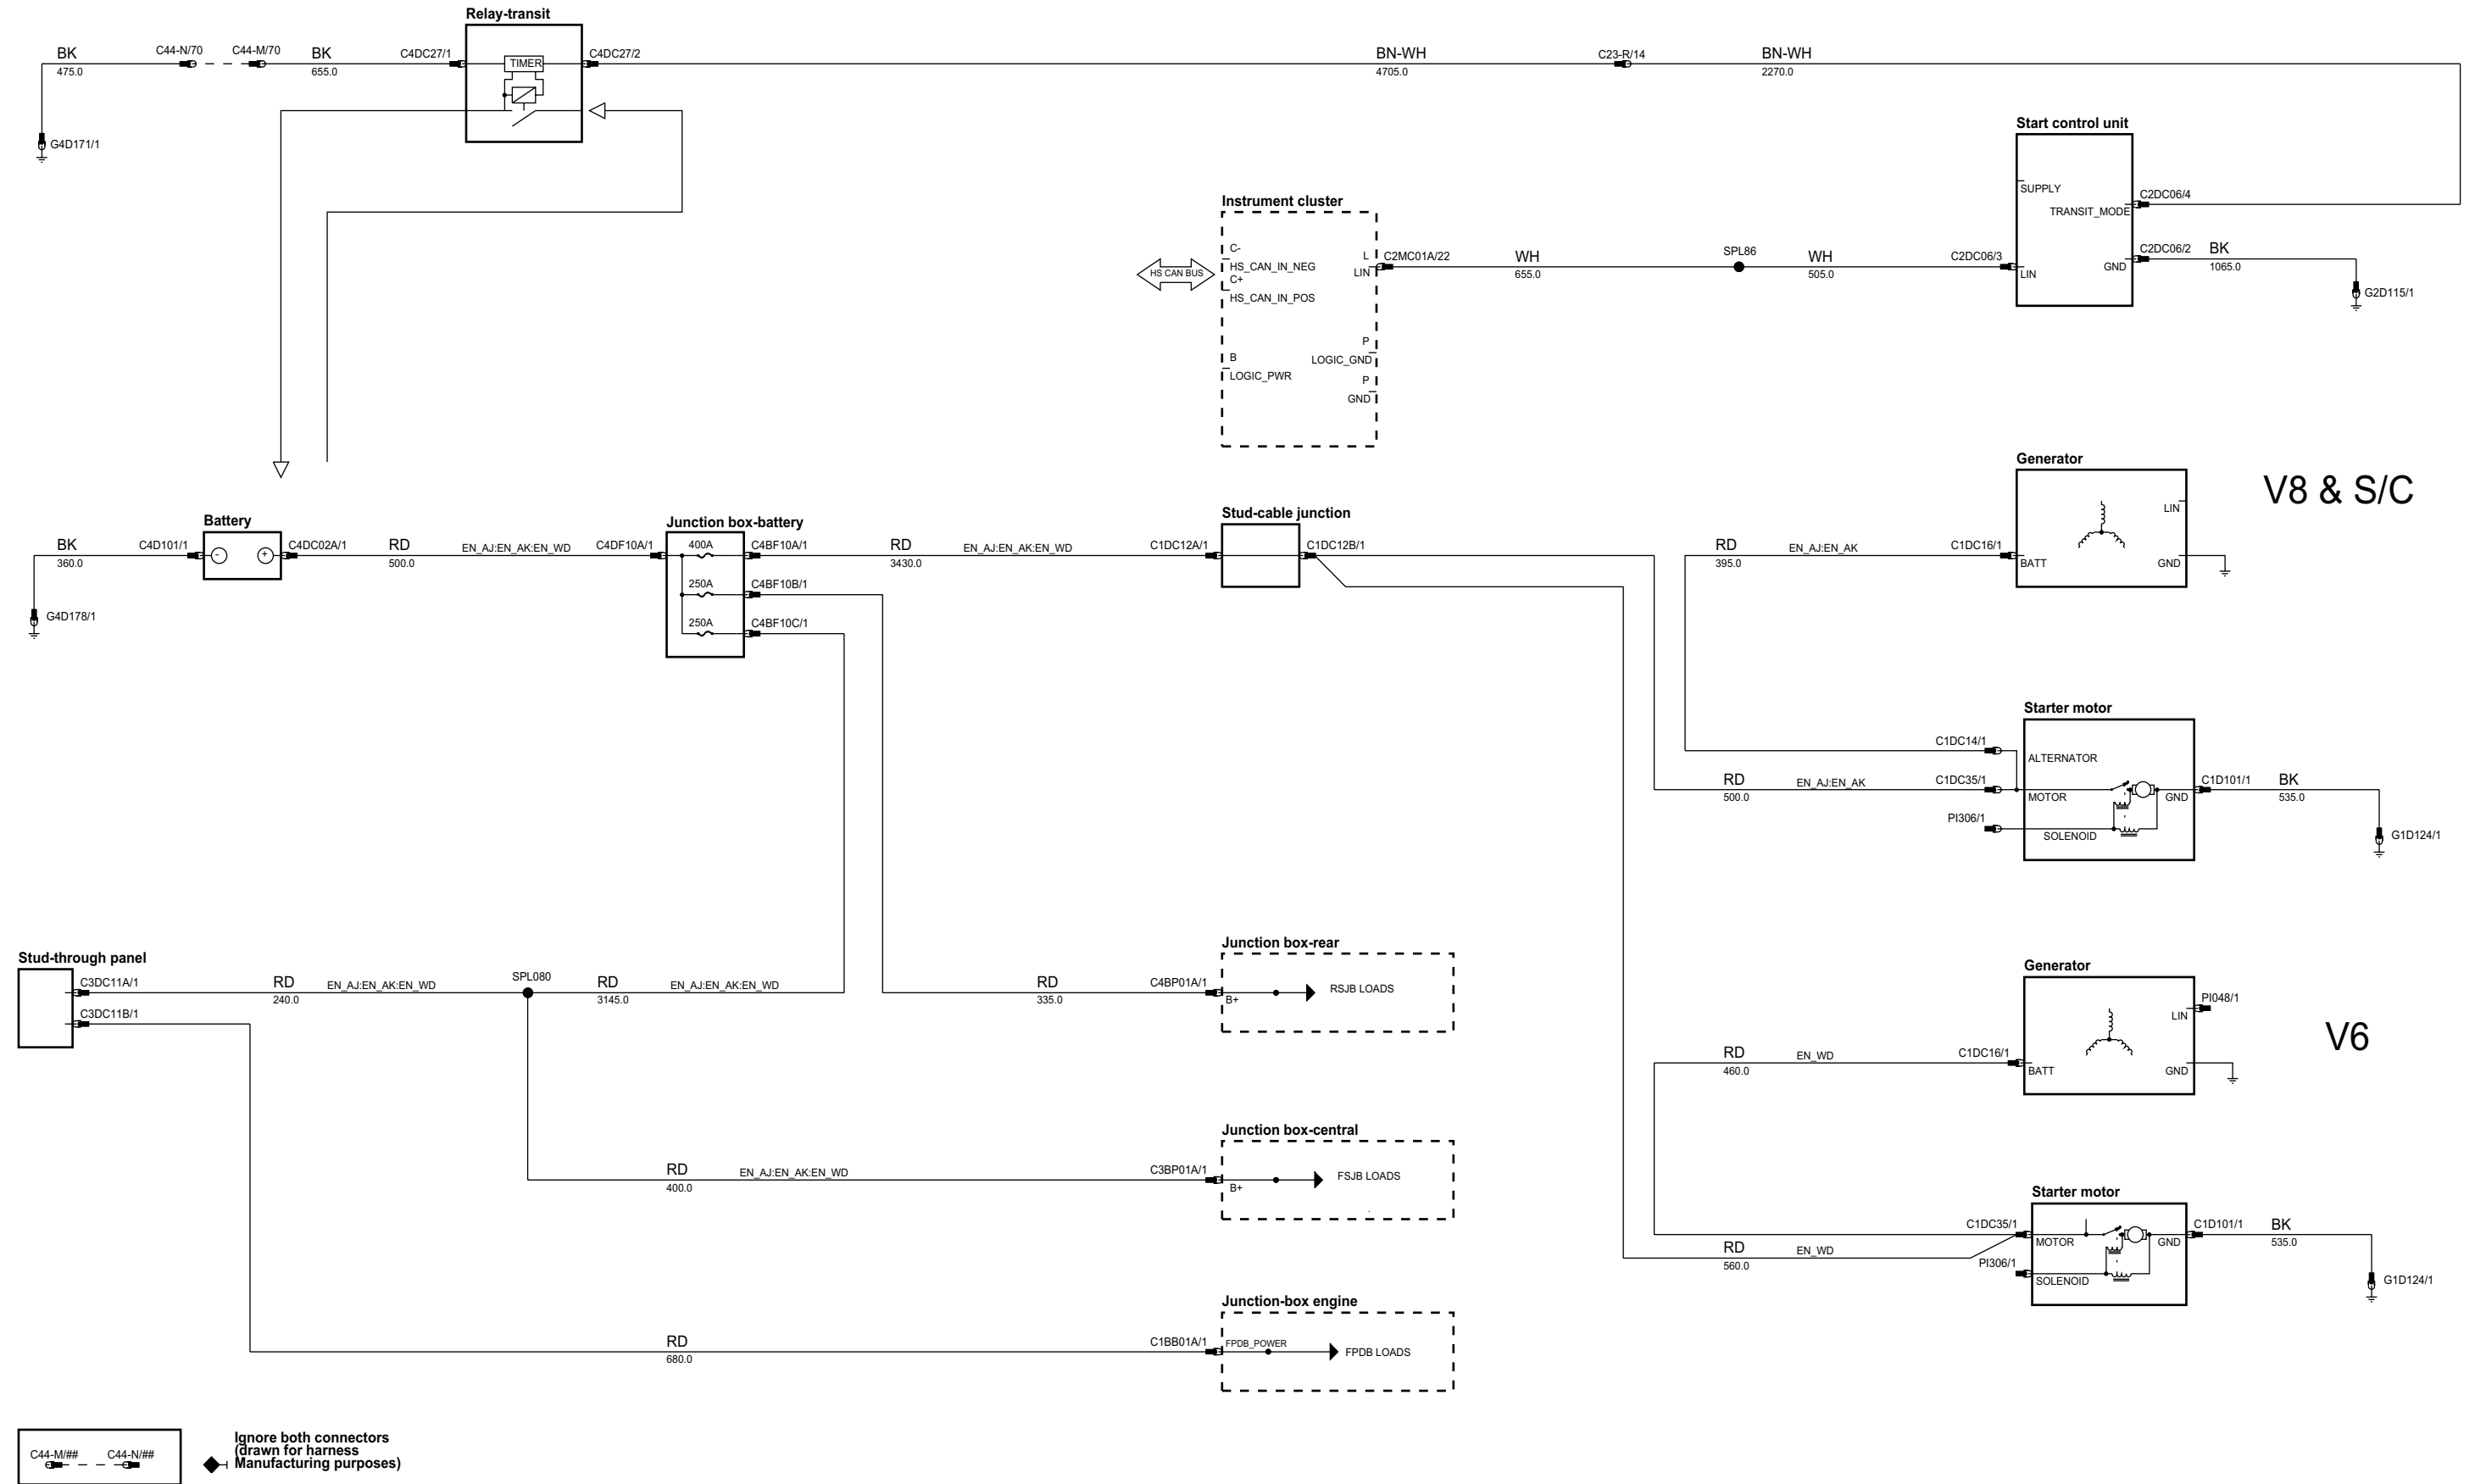 Relay-transit
BK
475.0
C44-N/70
C44-M/70
BK
655.0
C4DC27/1
TIMER
C4DC27/2
BN-WH
4705.0
C23-R/14
BN-WH
2270.0
G4D171/1
Start control unit
SUPPLY
TRANSIT_MODE
C2DC06/4
LIN
GND
C2DC06/3
C2DC06/2
BK
1065.0
G2D115/1
Instrument cluster
HS CAN BUS
C-
HS_CAN_IN_NEG
C+
HS_CAN_IN_POS
L
LIN
C2MC01A/22
WH
655.0
SPL86
WH
505.0
P
LOGIC_GND
B
LOGIC_PWR
P
GND
Battery
BK
360.0
C4D101/1
-
+
C4DC02A/1
RD
500.0
EN_AJ:EN_AK:EN_WD
C4DF10A/1
G4D178/1
Junction box-battery
400A
250A
250A
C4BF10A/1
C4BF10B/1
C4BF10C/1
RD
3430.0
EN_AJ:EN_AK:EN_WD
C1DC12A/1
Stud-cable junction
C1DC12B/1
Generator
V8 & S/C
LIN
RD
395.0
EN_AJ:EN_AK
C1DC16/1
BATT
GND
Starter motor
C1DC14/1
ALTERNATOR
RD
500.0
EN_AJ:EN_AK
C1DC35/1
MOTOR
GND
C1D101/1
BK
535.0
PI306/1
SOLENOID
G1D124/1
Stud-through panel
C3DC11A/1
RD
240.0
EN_AJ:EN_AK:EN_WD
SPL080
RD
3145.0
EN_AJ:EN_AK:EN_WD
C3DC11B/1
Junction box-rear
RD
335.0
C4BP01A/1
B+
RSJB LOADS
Generator
V6
PI048/1
LIN
RD
460.0
EN_WD
C1DC16/1
BATT
GND
Junction box-central
RD
400.0
EN_AJ:EN_AK:EN_WD
C3BP01A/1
B+
FSJB LOADS
Starter motor
C1DC35/1
MOTOR
GND
C1D101/1
BK
535.0
RD
560.0
EN_WD
PI306/1
SOLENOID
G1D124/1
Junction-box engine
RD
680.0
C1BB01A/1
FPDB_POWER
FPDB LOADS
C44-M/##
C44-N/##
Ignore both connectors
(drawn for harness
Manufacturing purposes)